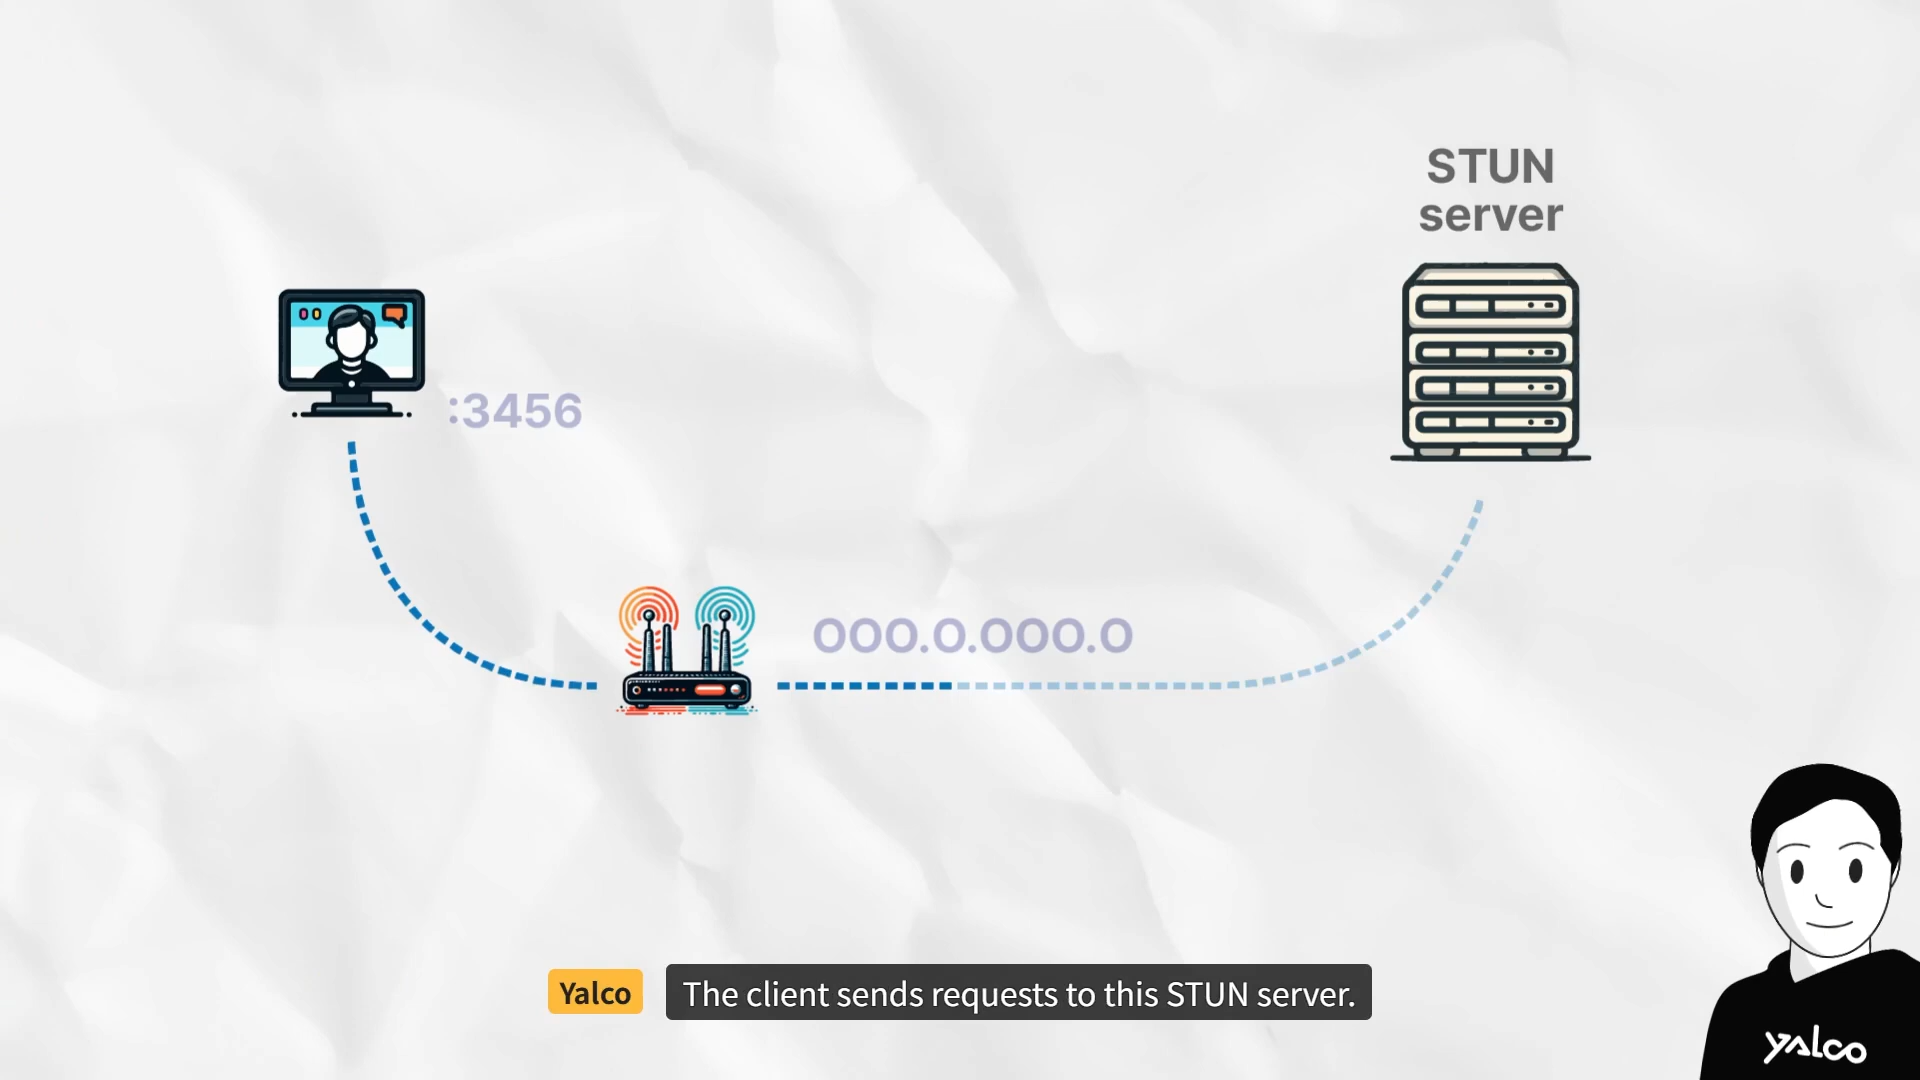 STUN
server
:3456
000.0.000.0
Yalco
The client sends requests to this STUN server.
yalco